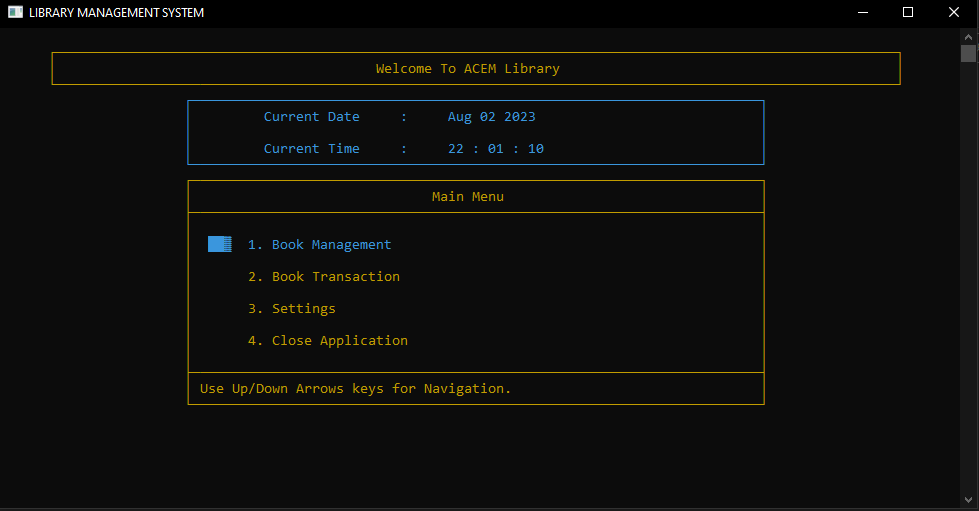 LIBRARY MANAGEMENT SYSTEM
Welcome To ACEM Library
Current Date : Aug 02 2023
Current Time : 22 : 01 : 10
Main Menu
1. Book Management
2. Book Transaction
3. Settings
4. Close Application
Use Up/Down Arrows keys for Navigation.